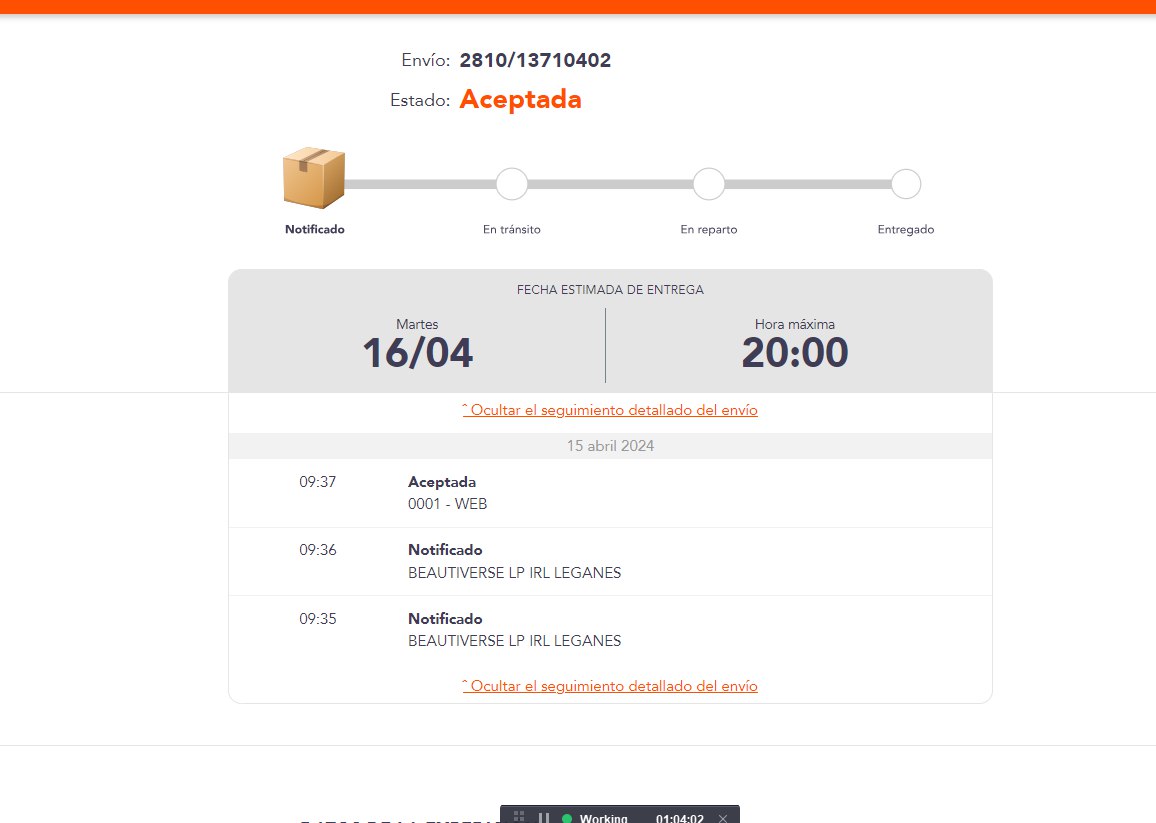 Envío: 2810/13710402
Estado: Aceptada
Notificado
En tránsito
En reparto
Entregado
FECHA ESTIMADA DE ENTREGA
Martes
16/04
Hora máxima
20:00
ˆ Ocultar el seguimiento detallado del envío
15 abril 2024
09:37
Aceptada
0001 - WEB
09:36
Notificado
BEAUTIVERSE LP IRL LEGANES
09:35
Notificado
BEAUTIVERSE LP IRL LEGANES
ˆ Ocultar el seguimiento detallado del envío
Working 01:04:02